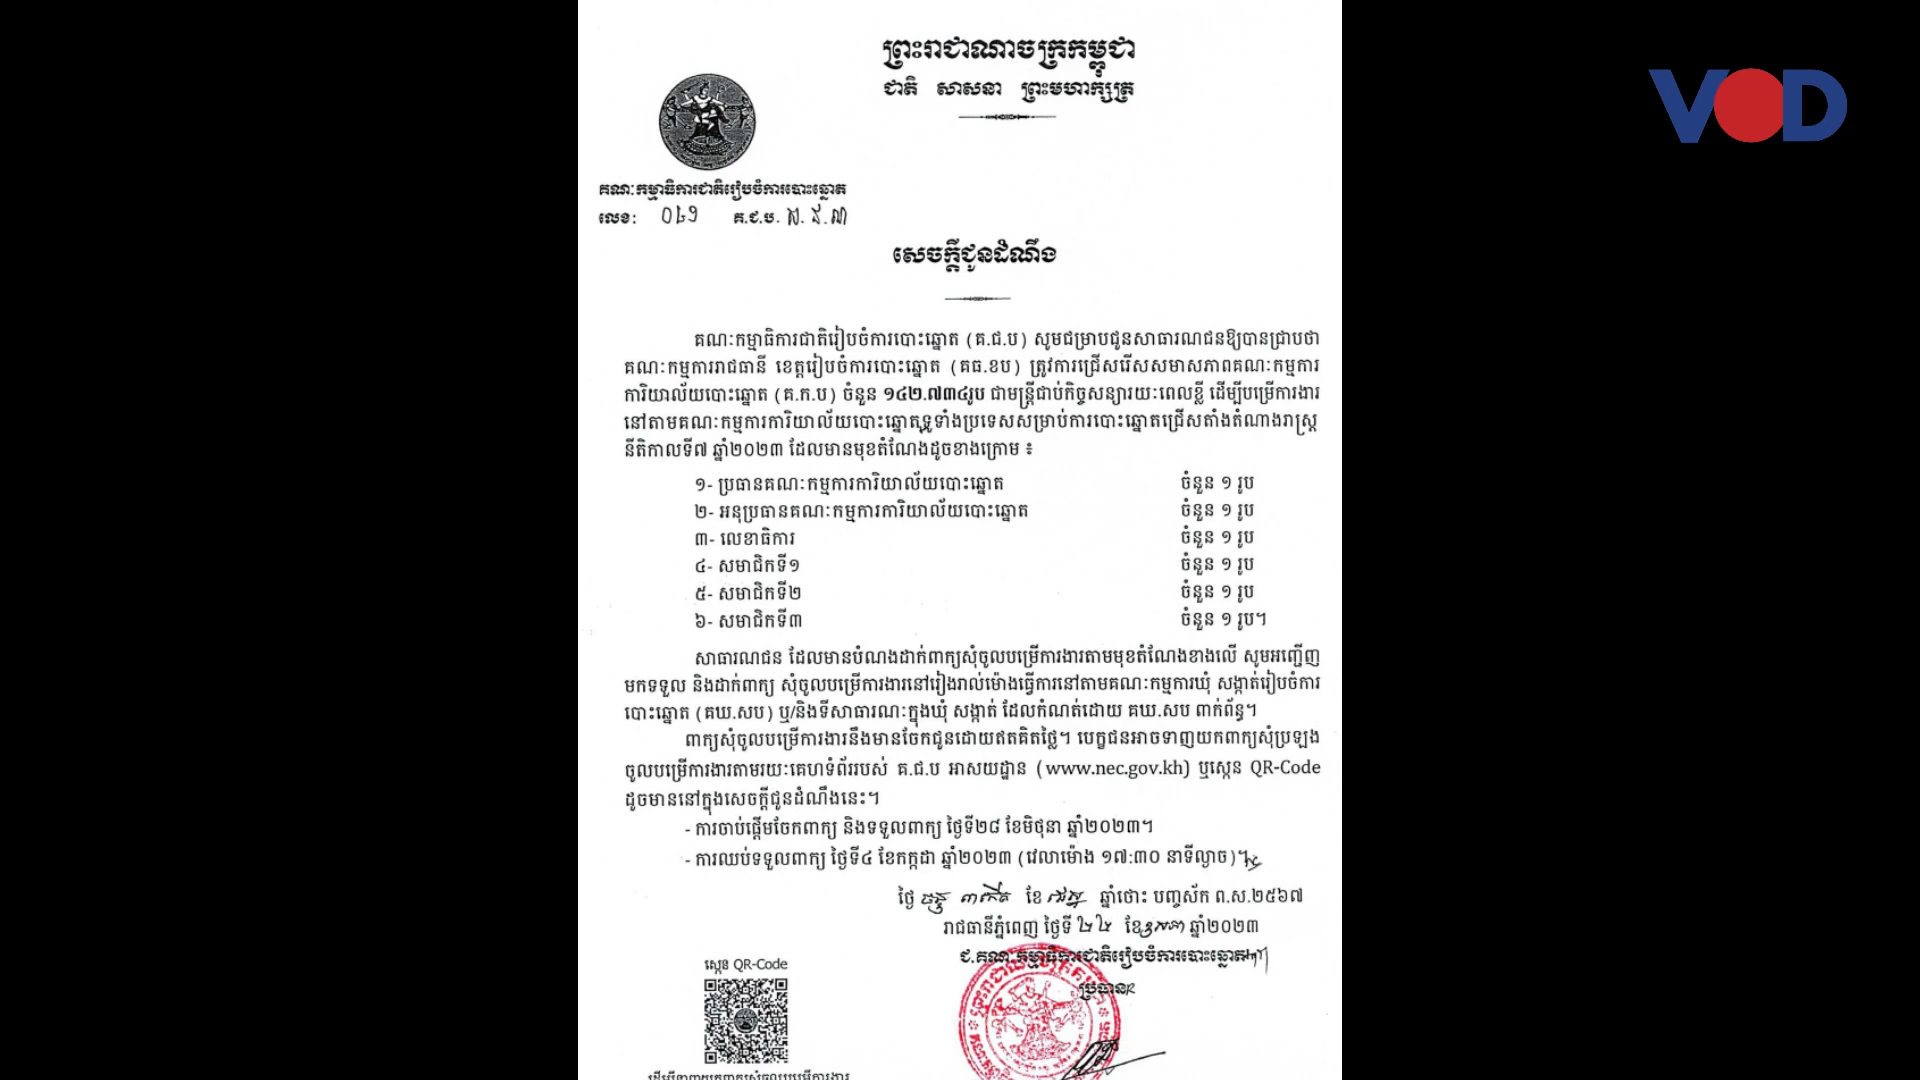 ព្រះរាជាណាចក្រកម្ពុជា
ជាតិ សាសនា ព្រះមហាក្សត្រ
VOD
គណៈកម្មាធិការជាតិរៀបចំការបោះឆ្នោត
លេខ: ០៤១ គ.ជ.ប.
សេចក្តីជូនដំណឹង
គណៈកម្មាធិការជាតិរៀបចំការបោះឆ្នោត (គ.ជ.ប) សូមជម្រាបជូនសាធារណជនឱ្យបានជ្រាបថា
គណៈកម្មការរាជធានី ខេត្តរៀបចំការបោះឆ្នោត (គធ.ខប) ត្រូវការជ្រើសរើសសមាសភាពគណៈកម្មការ
ការិយាល័យបោះឆ្នោត (គ.ក.ប) ចំនួន ១៤២.៧៣៤រូប ជាមន្ត្រីជាប់កិច្ចសន្យារយៈពេលខ្លី ដើម្បីបម្រើការងារ
នៅតាមគណៈកម្មការការិយាល័យបោះឆ្នោតទូទាំងប្រទេសសម្រាប់ការបោះឆ្នោតជ្រើសតាំងតំណាងរាស្ត្រ
នីតិកាលទី៧ ឆ្នាំ២០២៣ ដែលមានមុខតំណែងដូចខាងក្រោម ៖
១- ប្រធានគណៈកម្មការការិយាល័យបោះឆ្នោត ចំនួន ១ រូប
២- អនុប្រធានគណៈកម្មការការិយាល័យបោះឆ្នោត ចំនួន ១ រូប
៣- លេខាធិការ ចំនួន ១ រូប
៤- សមាជិកទី១ ចំនួន ១ រូប
៥- សមាជិកទី២ ចំនួន ១ រូប
៦- សមាជិកទី៣ ចំនួន ១ រូប។
សាធារណជន ដែលមានបំណងដាក់ពាក្យសុំចូលបម្រើការងារតាមមុខតំណែងខាងលើ សូមអញ្ជើញ
មកទទួល និងដាក់ពាក្យ សុំចូលបម្រើការងារនៅរៀងរាល់ម៉ោងធ្វើការនៅតាមគណៈកម្មការឃុំ សង្កាត់រៀបចំការ
បោះឆ្នោត (គឃ.សប) ឬ/និងទីសាធារណៈក្នុងឃុំ សង្កាត់ ដែលកំណត់ដោយ គឃ.សប ពាក់ព័ន្ធ។
ពាក្យសុំចូលបម្រើការងារនឹងមានចែកជូនដោយឥតគិតថ្លៃ។ បេក្ខជនអាចទាញយកពាក្យសុំប្រឡង
ចូលបម្រើការងារតាមរយៈគេហទំព័ររបស់ គ.ជ.ប អាសយដ្ឋាន (www.nec.gov.kh) ឬស្កេន QR-Code
ដូចមាននៅក្នុងសេចក្តីជូនដំណឹងនេះ។
- ការចាប់ផ្តើមចែកពាក្យ និងទទួលពាក្យ ថ្ងៃទី២៨ ខែមិថុនា ឆ្នាំ២០២៣។
- ការឈប់ទទួលពាក្យ ថ្ងៃទី៤ ខែកក្កដា ឆ្នាំ២០២៣ (វេលាម៉ោង ១៧:៣០ នាទីល្ងាច)។
ថ្ងៃ ខែ ឆ្នាំថោះ បញ្ចស័ក ព.ស.២៥៦៧
រាជធានីភ្នំពេញ ថ្ងៃទី ខែ ឆ្នាំ២០២៣
ជ.គណៈកម្មាធិការជាតិរៀបចំការបោះឆ្នោត
ប្រធាន
ស្កេន QR-Code